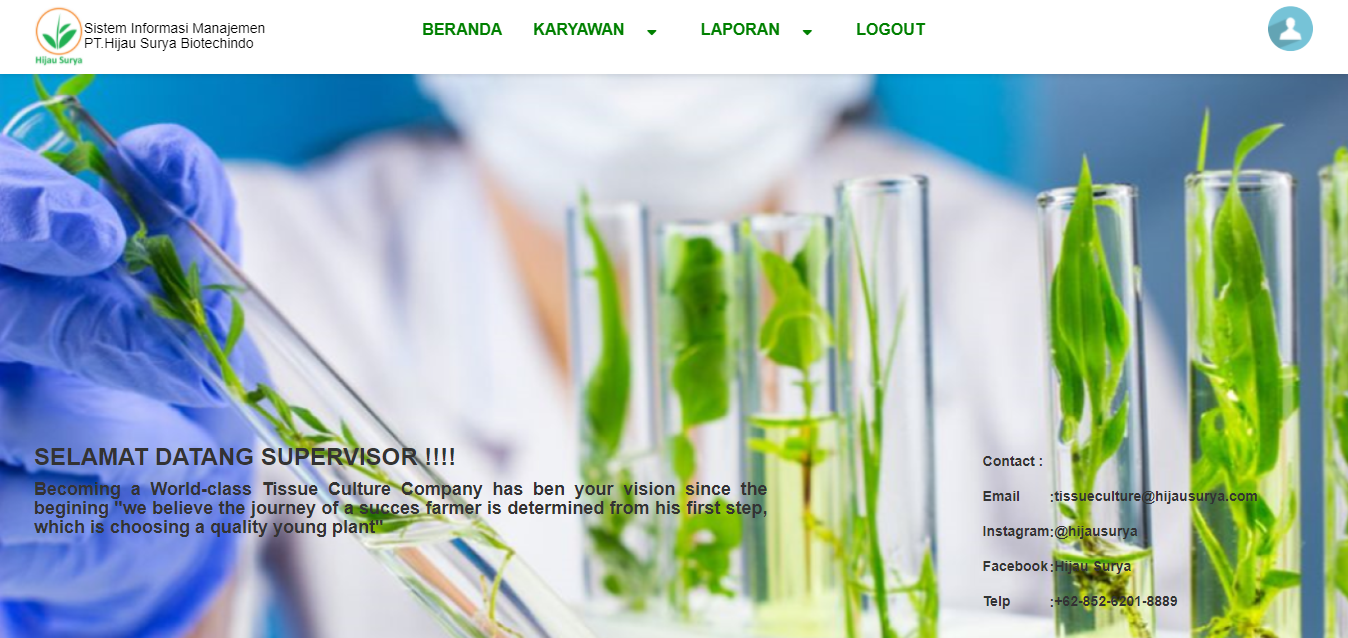 Sistem Informasi Manajemen
PT.Hijau Surya Biotechindo
Hijau Surya
BERANDA KARYAWAN LAPORAN LOGOUT
SELAMAT DATANG SUPERVISOR !!!!
Becoming a World-class Tissue Culture Company has ben your vision since the
begining "we believe the journey of a succes farmer is determined from his first step,
which is choosing a quality young plant"
Contact :
Email :tissueculture@hijausurya.com
Instagram:@hijausurya
Facebook:Hijau Surya
Telp :+62-852-6201-8889